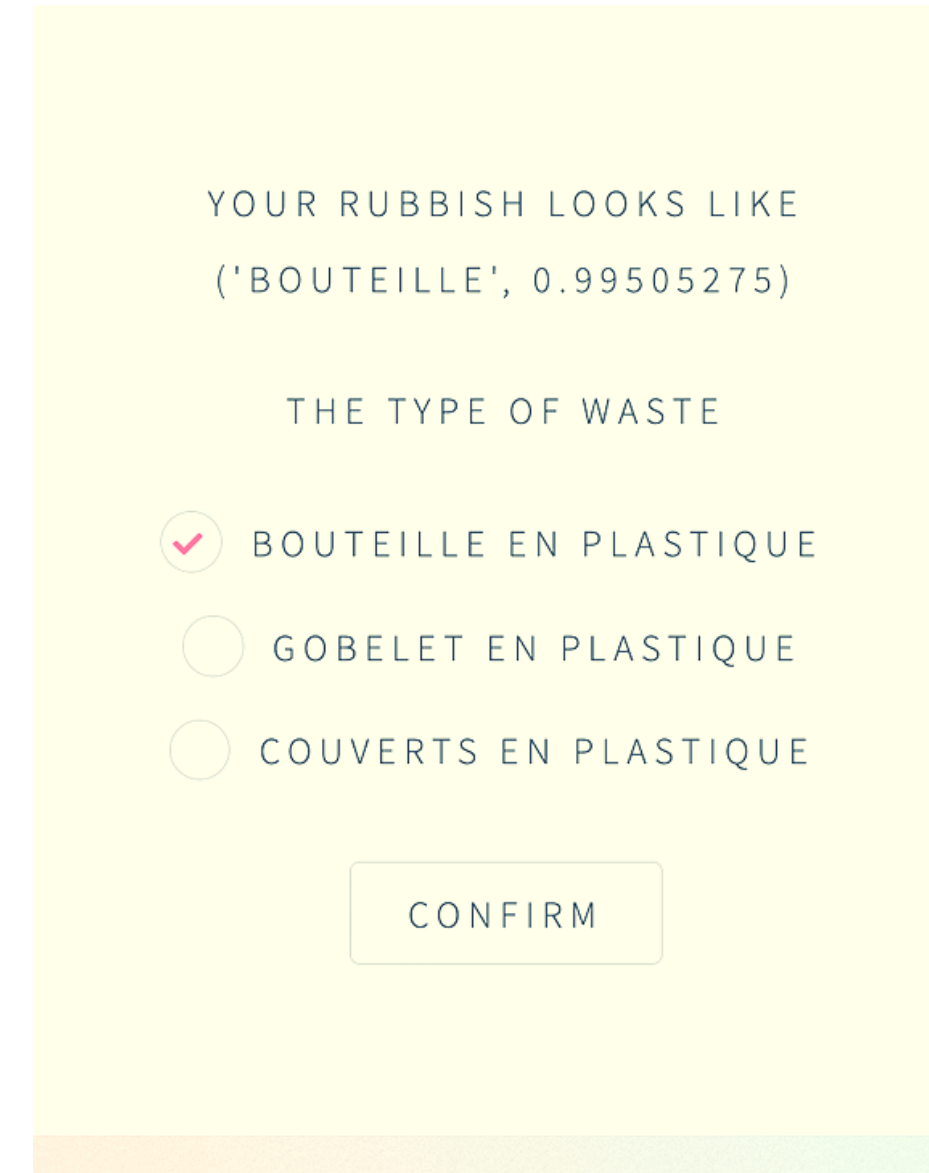 YOUR RUBBISH LOOKS LIKE
('BOUTEILLE', 0.99505275)
THE TYPE OF WASTE
BOUTEILLE EN PLASTIQUE
GOBELET EN PLASTIQUE
COUVERTS EN PLASTIQUE
CONFIRM